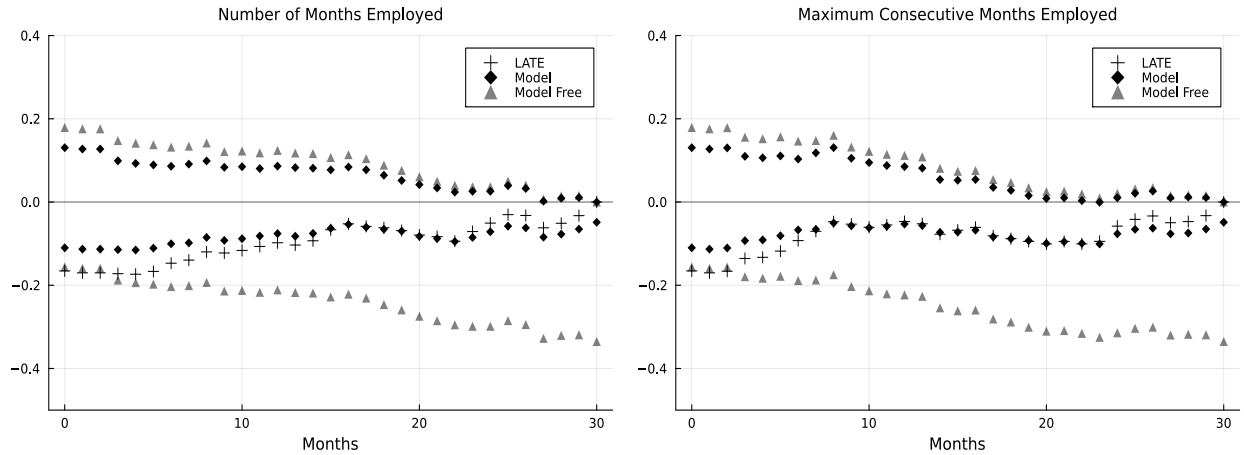 Number of Months Employed
0.4
0.2
0.0
−0.2
−0.4
0
10
20
30
Months
LATE
Model
Model Free
Maximum Consecutive Months Employed
0.4
0.2
0.0
−0.2
−0.4
0
10
20
30
Months
LATE
Model
Model Free